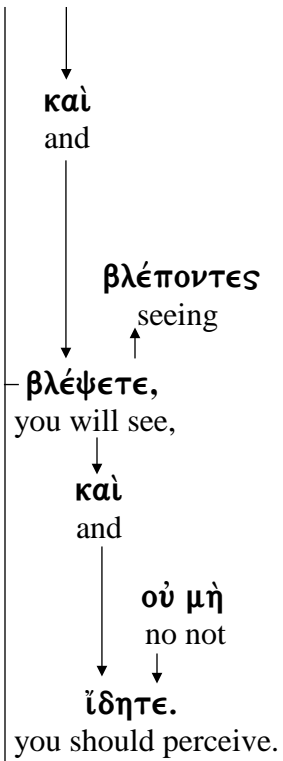 καὶ
and
βλέποντες
seeing
βλέψετε,
you will see,
καὶ
and
οὐ μὴ
no not
ἴδητε.
you should perceive.